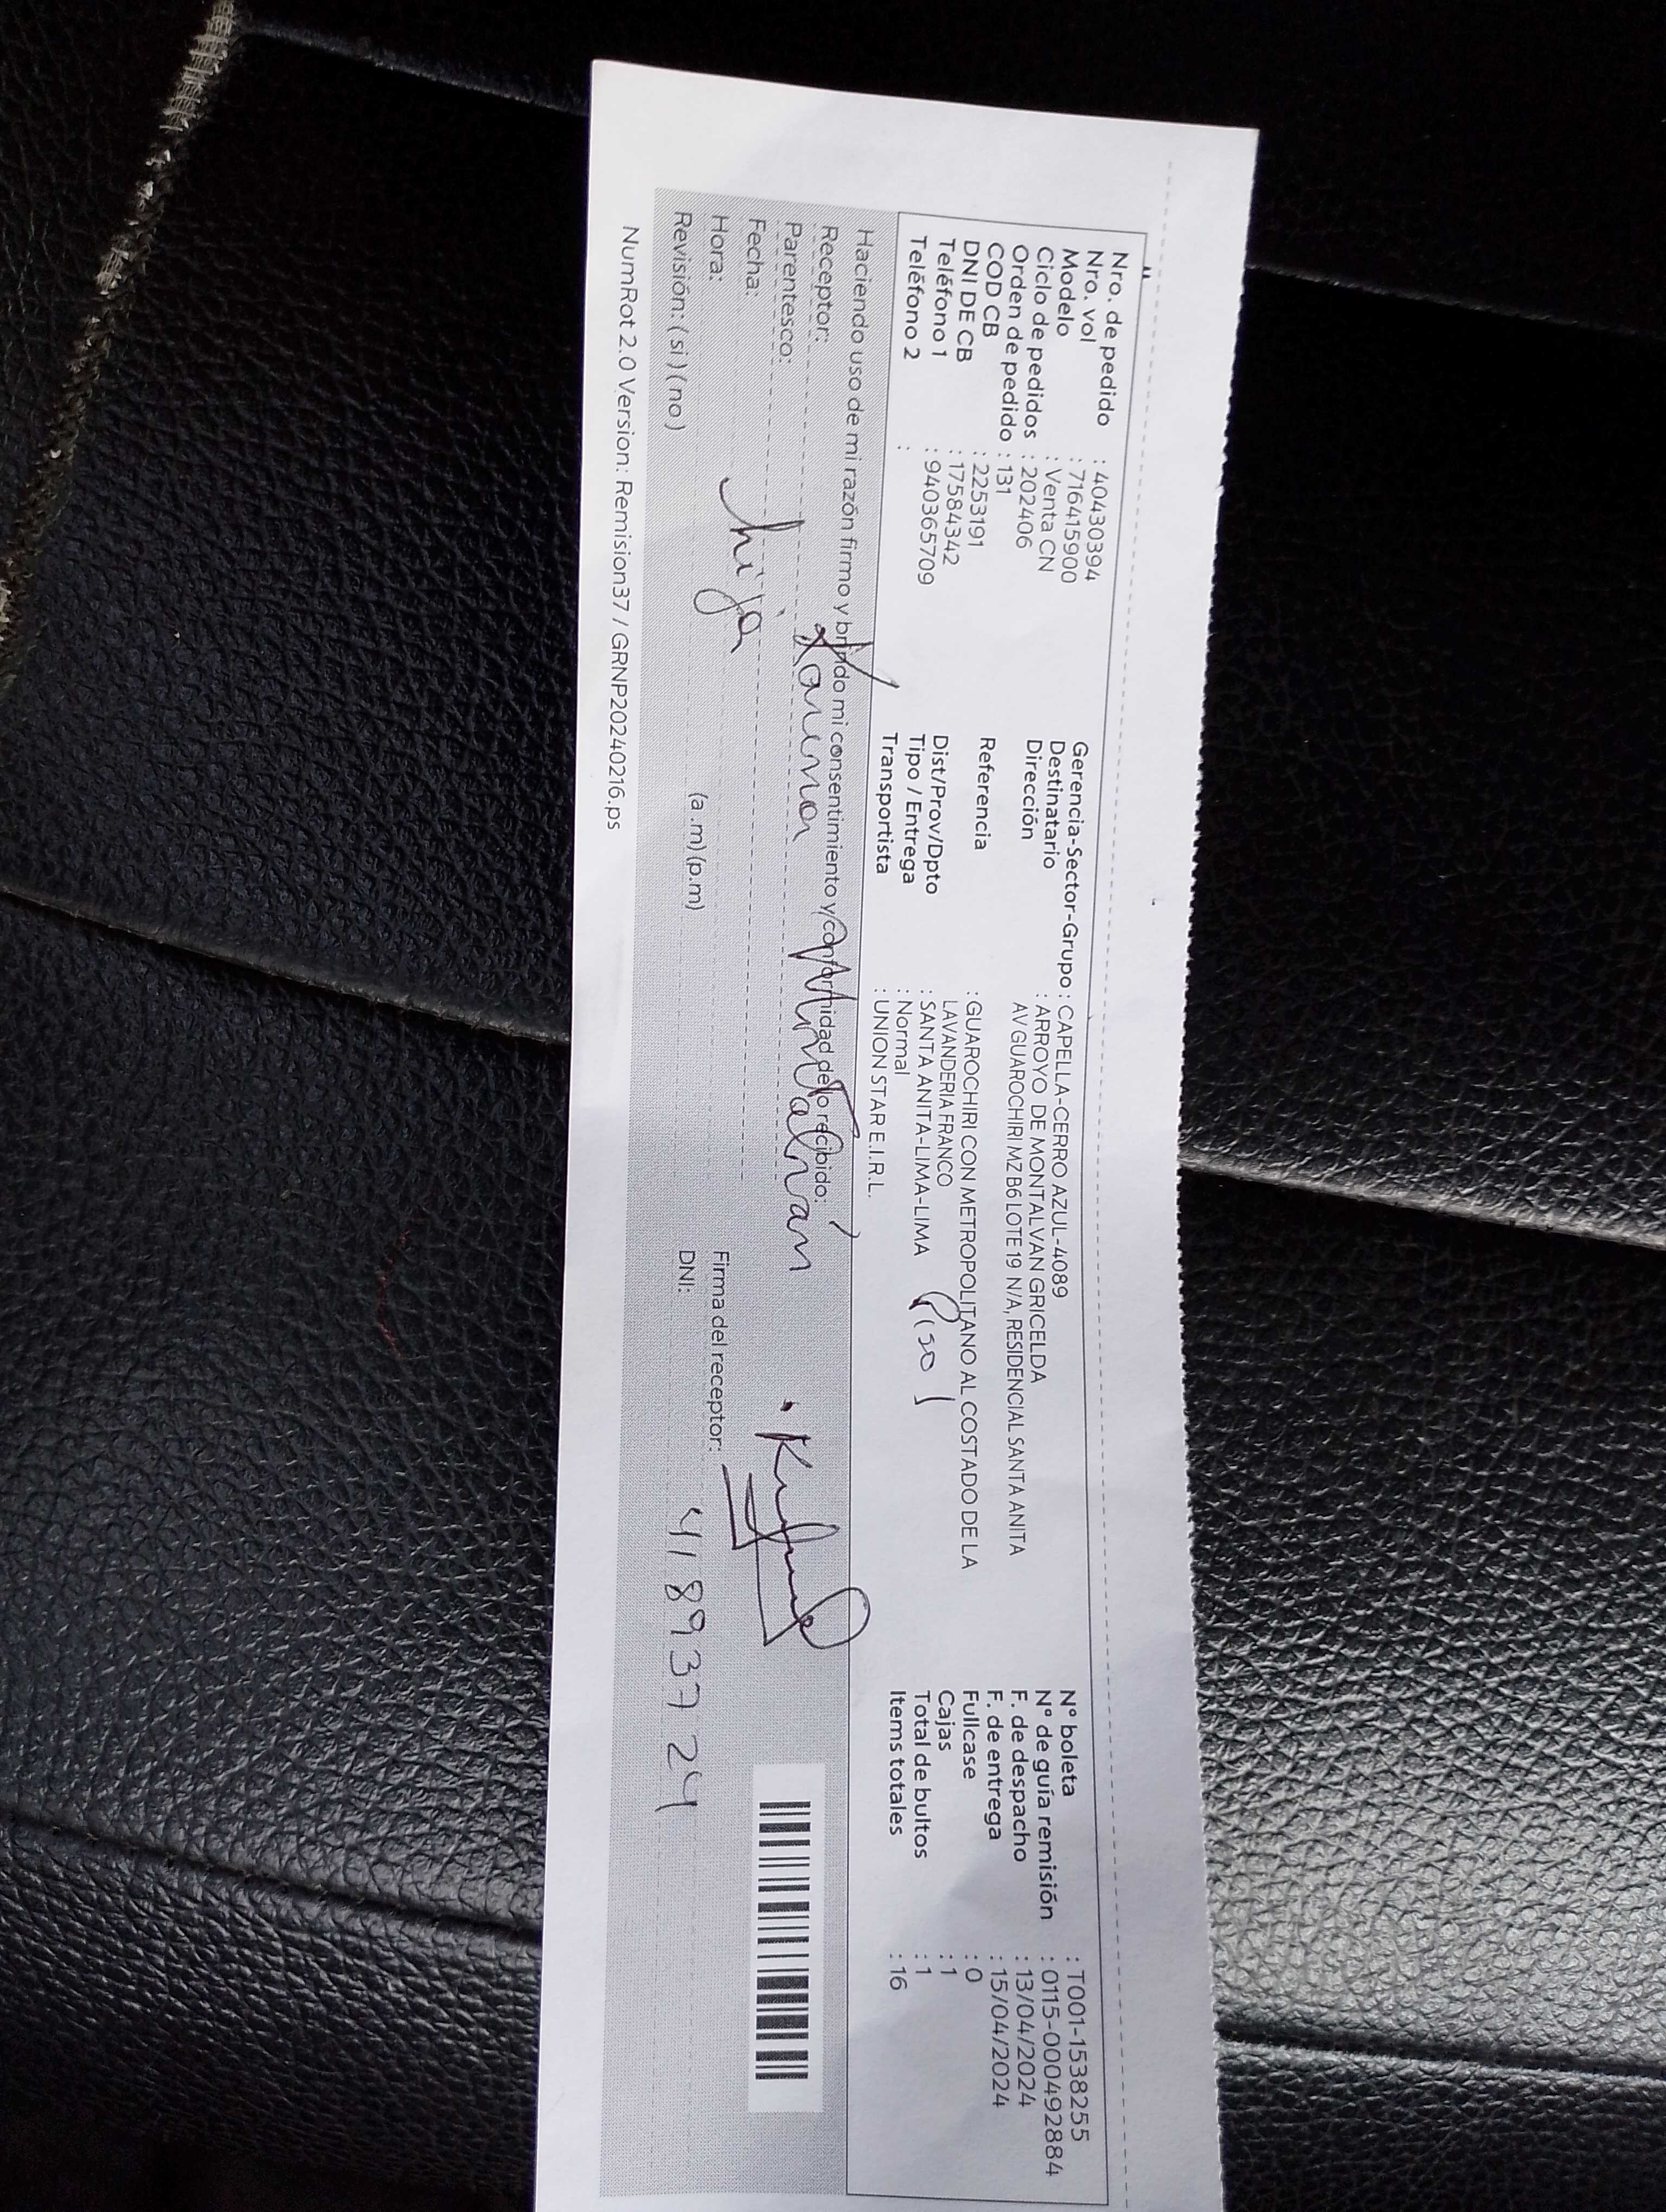 Nro. de pedido : 40430394
Nro. vol : 716415900
Modelo : Venta CN
Ciclo de pedidos : 202406
Orden de pedido : 131
COD CB : 2253191
DNI DE CB : 17584342
Teléfono 1 : 940365709
Teléfono 2 :
Gerencia-Sector-Grupo : CAPELLA-CERRO AZUL-4089
Destinatario : ARROYO DE MONTALVAN GRICELDA
Dirección AV GUAROCHIRI MZ B6 LOTE 19 N/A, RESIDENCIAL SANTA ANITA
Referencia : GUAROCHIRI CON METROPOLITANO AL COSTADO DE LA
LAVANDERIA FRANCO
Dist/Prov/Dpto : SANTA ANITA-LIMA-LIMA Piso 1
Tipo / Entrega : Normal
Transportista : UNION STAR E.I.R.L.
N° boleta : T001-1538255
N° de guía remisión : 0115-000492884
F. de despacho : 13/04/2024
F. de entrega : 15/04/2024
Fullcase : 0
Cajas : 1
Total de bultos : 1
Items totales : 16
Haciendo uso de mi razón firmo y brindo mi consentimiento y conformidad de lo recibido:
Receptor: Karina Montalván
Parentesco: hija
Fecha:
Hora: (a.m) (p.m)
Revisión: (si) (no)
Firma del receptor:
DNI: 41893724
NumRot 2.0 Version: Remision37 / GRNP20240216.ps